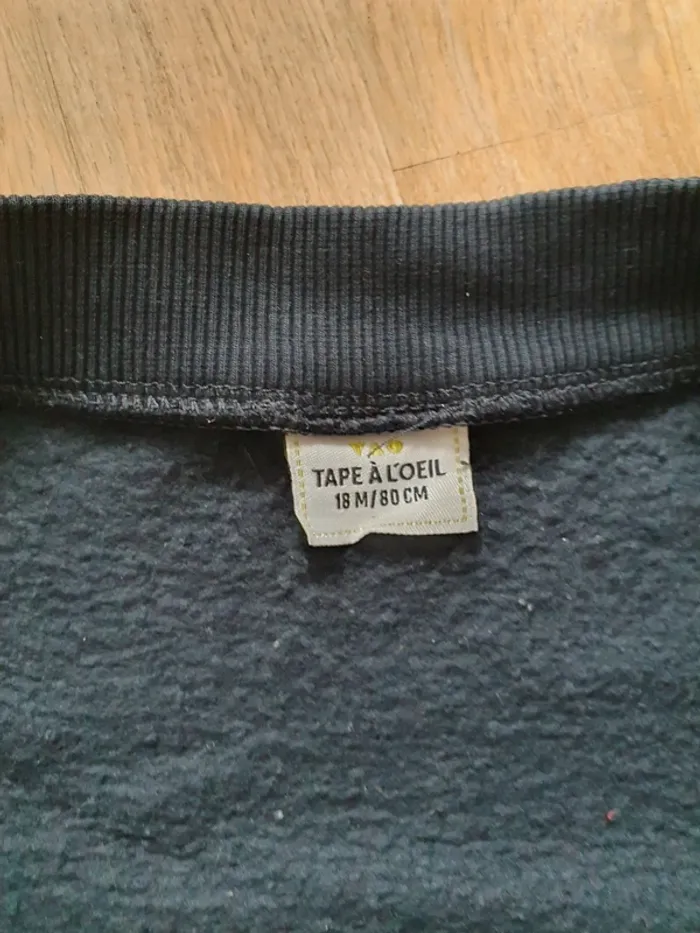 TAPE À L'OEIL
18 M/80 CM